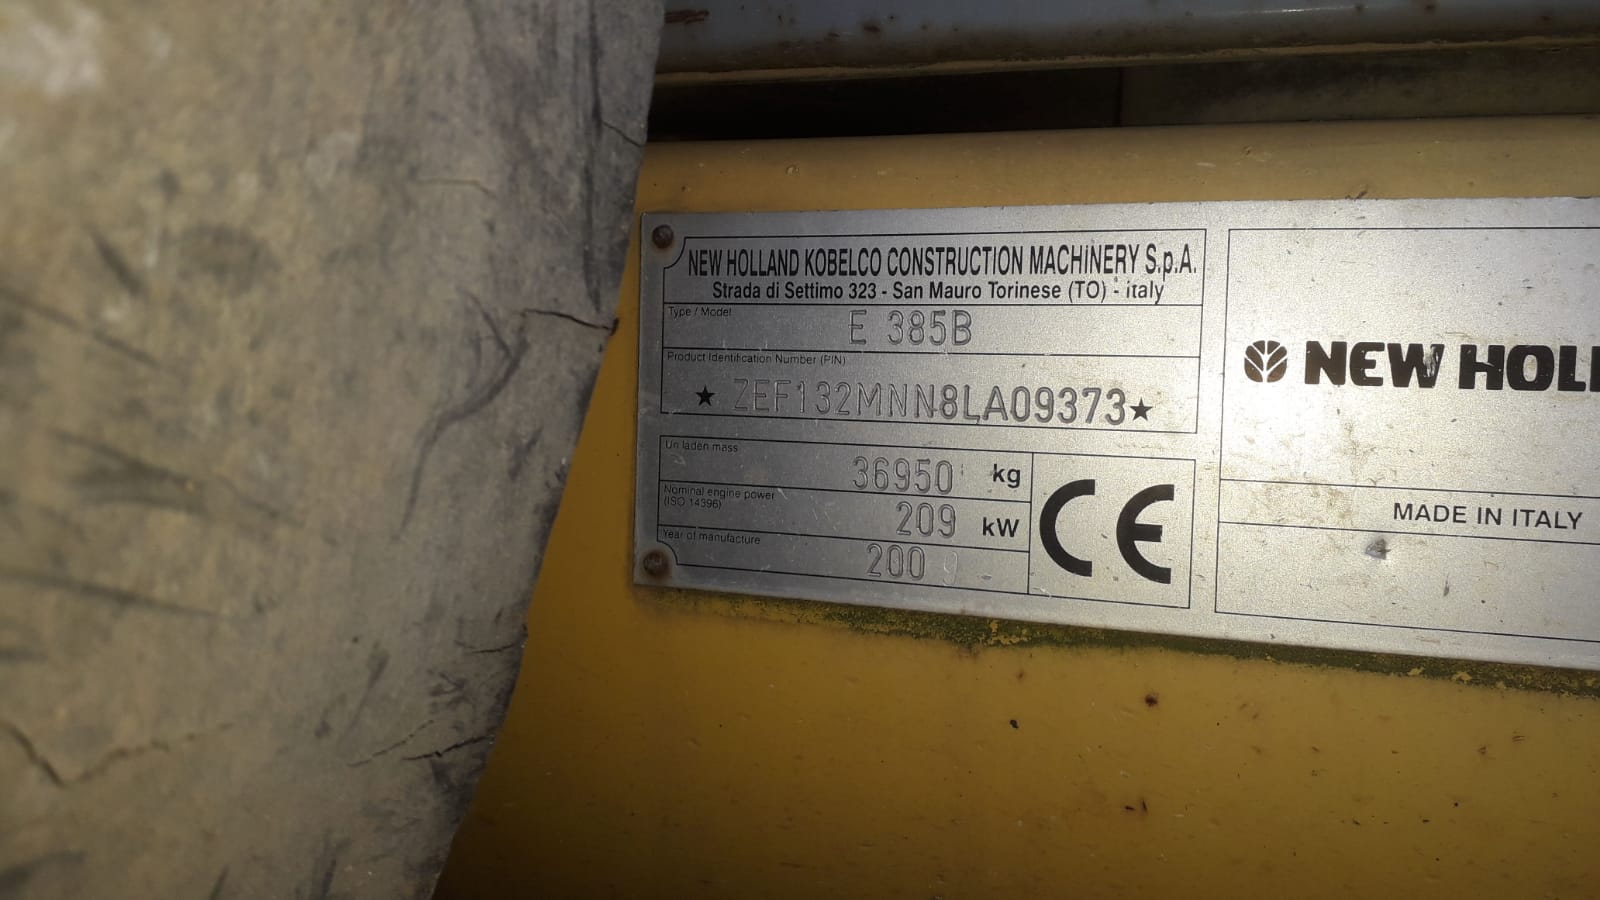 NEW HOLLAND KOBELCO CONSTRUCTION MACHiNERY S.p.A.
Strada di Settimo 323 - San Mauro Torinese (TO) - italy
Type / Model
E 385B
Product Identification Number (PIN)
★ ZEF132MNN8LA09373★
Un laden mass
36950 kg
Nominal engine power
(ISO 14396)
209 kW
Year of manufacture
2009
CE
NEW HOLL
MADE IN ITALY